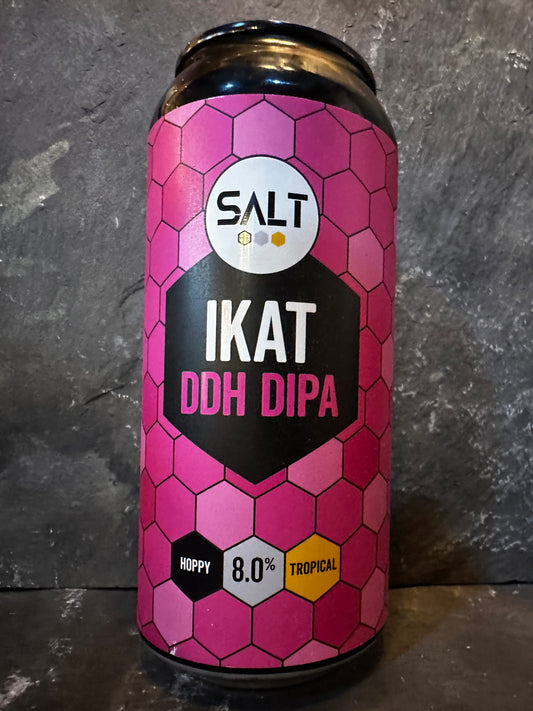 SALT
IKAT
DDH DIPA
HOPPY 8.0% TROPICAL